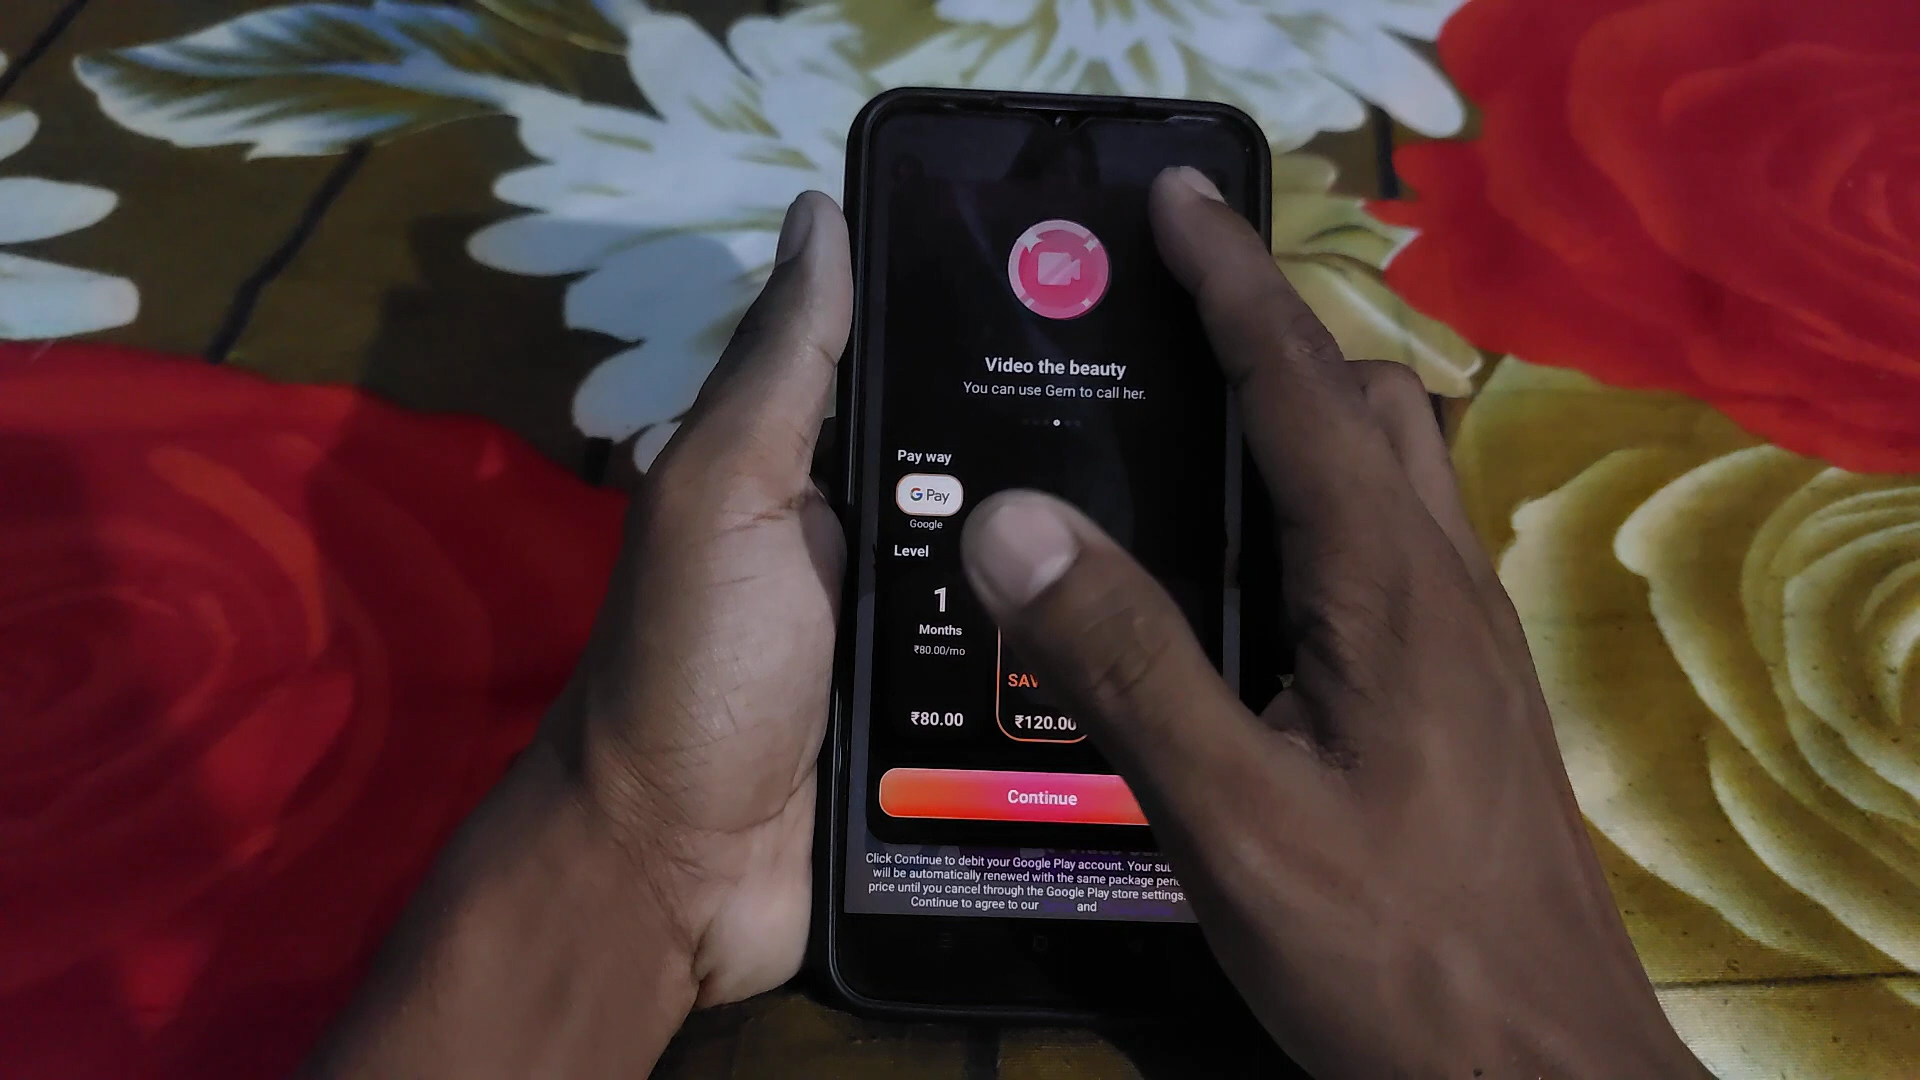 Video the beauty
You can use Gem to call her.
Pay way
G Pay
Google
Level
1
Months
₹80.00/mo
SAV
₹80.00
₹120.00
Continue
Click Continue to debit your Google Play account. Your
will be automatically renewed with the same package
price until you cancel through the Google Play store settings.
Continue to agree to our and